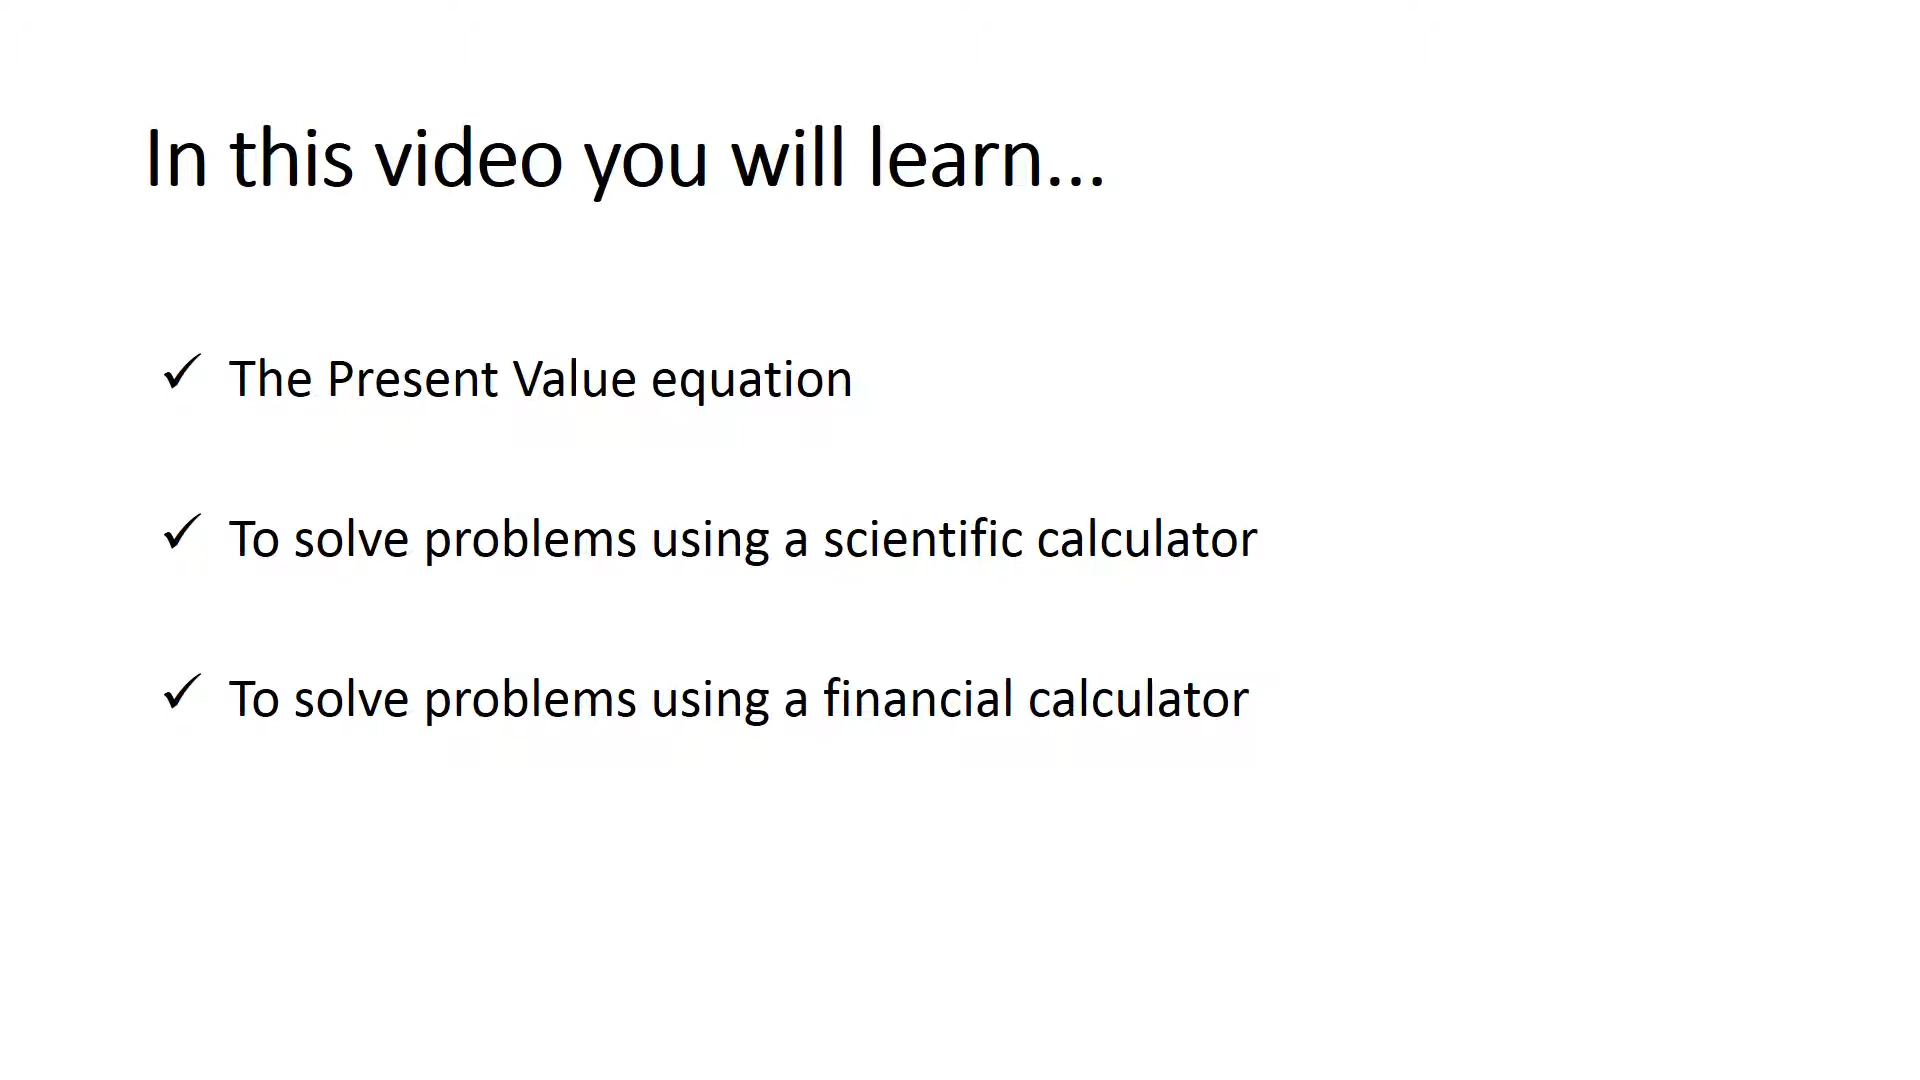 In this video you will learn...
✓ The Present Value equation
✓ To solve problems using a scientific calculator
✓ To solve problems using a financial calculator